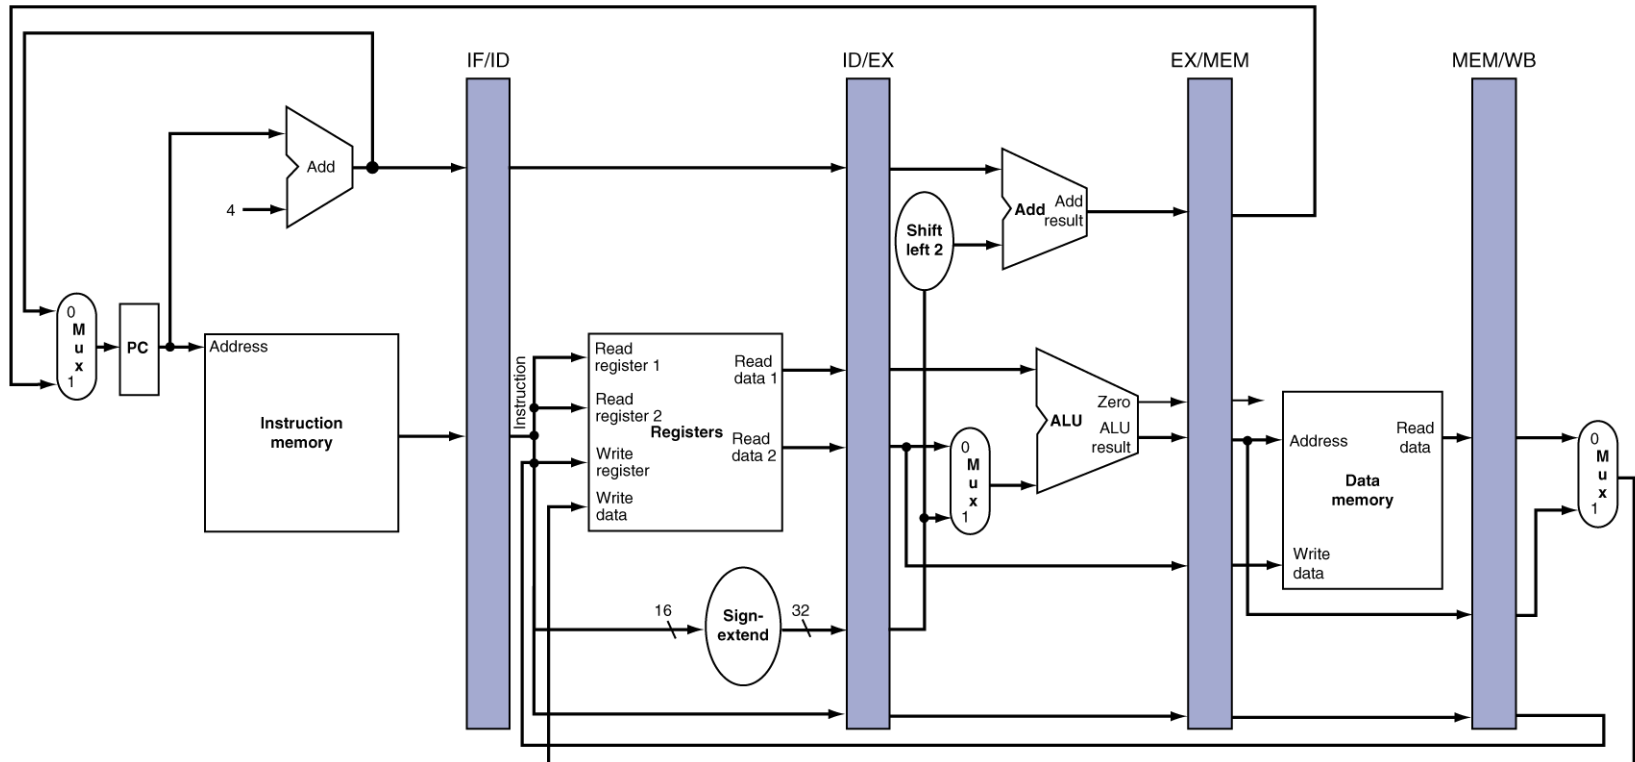 IF/ID
ID/EX
EX/MEM
MEM/WB
Add
4
Add
Add
result
Shift
left 2
0
M
u
x
1
PC
Address
Instruction
memory
Instruction
Read
register 1
Read
register 2
Write
register
Write
data
Registers
Read
data 1
Read
data 2
16
Sign-
extend
32
0
M
u
x
1
ALU
Zero
ALU
result
Address
Read
data
Data
memory
Write
data
0
M
u
x
1